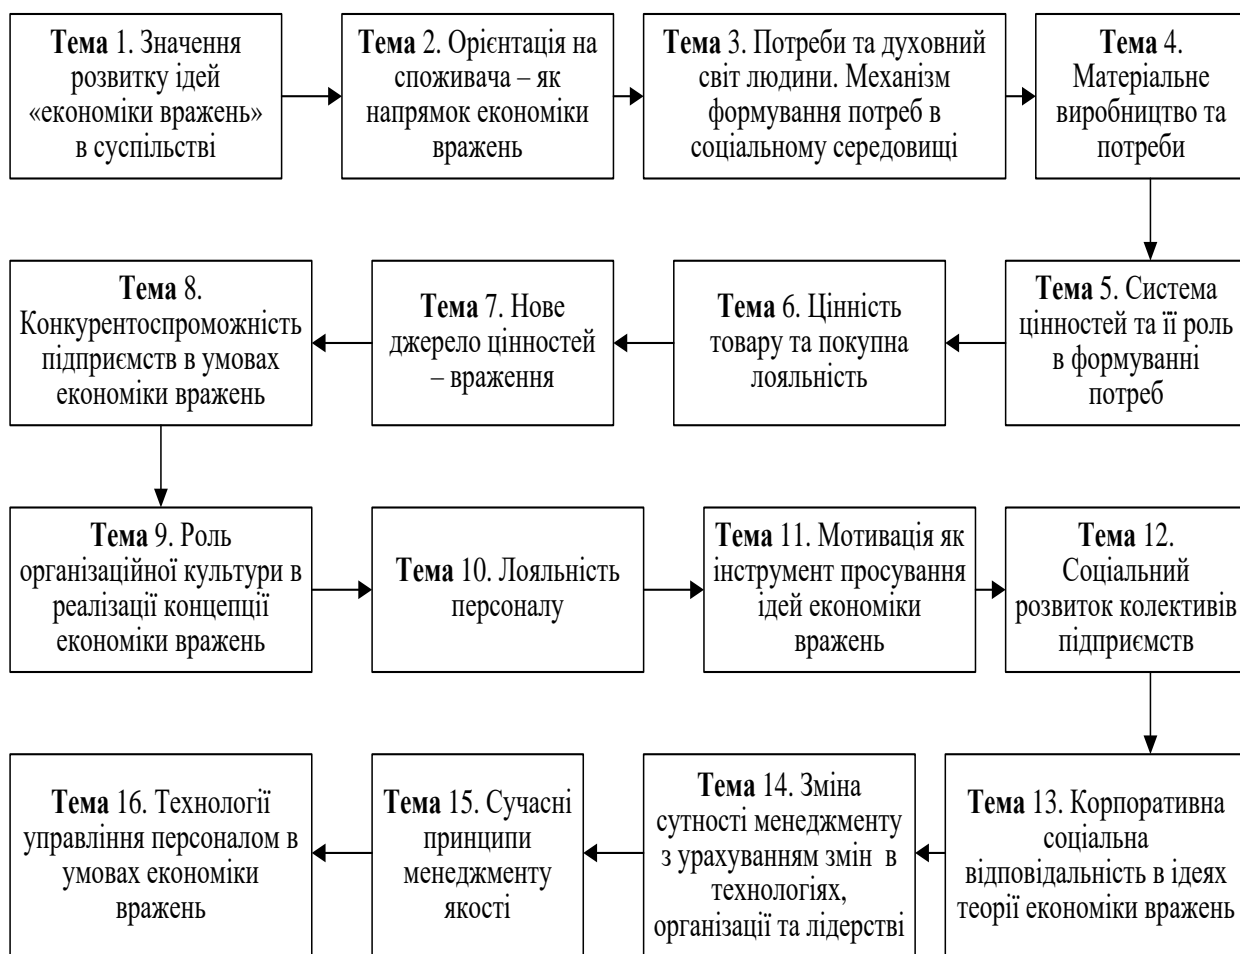 Тема 1. Значення
розвитку ідей
«економіки вражень»
в суспільстві
Тема 2. Орієнтація на
споживача – як
напрямок економіки
вражень
Тема 3. Потреби та духовний
світ людини. Механізм
формування потреб в
соціальному середовищі
Тема 4.
Матеріальне
виробництво та
потреби
Тема 5. Система
цінностей та її роль
в формуванні
потреб
Тема 6. Цінність
товару та покупна
лояльність
Тема 7. Нове
джерело цінностей
– враження
Тема 8.
Конкурентоспроможність
підприємств в умовах
економіки вражень
Тема 9. Роль
організаційної культури в
реалізації концепції
економіки вражень
Тема 10. Лояльність
персоналу
Тема 11. Мотивація як
інструмент просування
ідей економіки
вражень
Тема 12.
Соціальний
розвиток колективів
підприємств
Тема 13. Корпоративна
соціальна
відповідальність в ідеях
теорії економіки вражень
Тема 14. Зміна
сутності менеджменту
з урахуванням змін в
технологіях,
організації та лідерстві
Тема 15. Сучасні
принципи
менеджменту
якості
Тема 16. Технології
управління персоналом в
умовах економіки
вражень